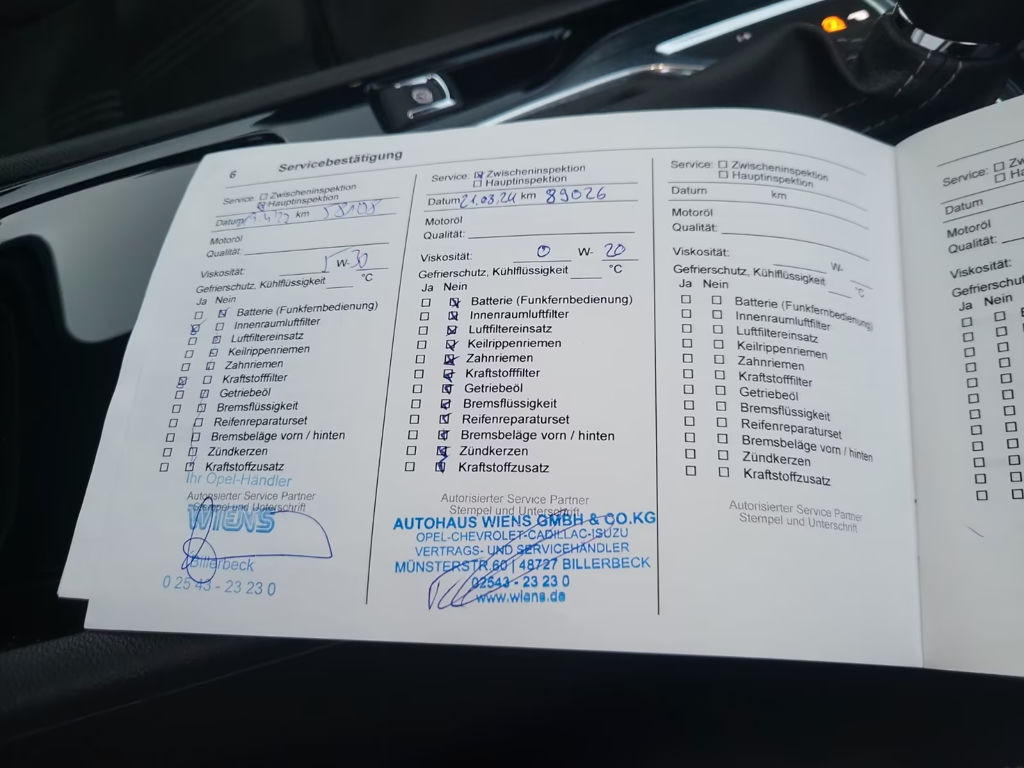 6 Servicebestätigung
Service: Zwischeninspektion
Hauptinspektion
Datum km
Motoröl
Qualität:
Viskosität: 5 W- 30
Gefrierschutz, Kühlflüssigkeit °C
Ja Nein
Batterie (Funkfernbedienung)
Innenraumluftfilter
Luftfiltereinsatz
Keilrippenriemen
Zahnriemen
Kraftstofffilter
Getriebeöl
Bremsflüssigkeit
Reifenreparaturset
Bremsbeläge vorn / hinten
Zündkerzen
Kraftstoffzusatz
Ihr Opel-Händler
Autorisierter Service Partner
Stempel und Unterschrift
WIENS
Billerbeck
0 25 43 - 23 23 0
Service: Zwischeninspektion
Hauptinspektion
Datum 21.08.24 km 89026
Motoröl
Qualität:
Viskosität: 0 W- 20
Gefrierschutz, Kühlflüssigkeit °C
Ja Nein
Batterie (Funkfernbedienung)
Innenraumluftfilter
Luftfiltereinsatz
Keilrippenriemen
Zahnriemen
Kraftstofffilter
Getriebeöl
Bremsflüssigkeit
Reifenreparaturset
Bremsbeläge vorn / hinten
Zündkerzen
Kraftstoffzusatz
Autorisierter Service Partner
Stempel und Unterschrift
AUTOHAUS WIENS GMBH & CO.KG
OPEL-CHEVROLET-CADILLAC-ISUZU
VERTRAGS- UND SERVICEHÄNDLER
MÜNSTERSTR.60 | 48727 BILLERBECK
02543 - 23 23 0
www.wiens.de
Service: Zwischeninspektion
Hauptinspektion
Datum km
Motoröl
Qualität:
Viskosität: W-
Gefrierschutz, Kühlflüssigkeit °C
Ja Nein
Batterie (Funkfernbedienung)
Innenraumluftfilter
Luftfiltereinsatz
Keilrippenriemen
Zahnriemen
Kraftstofffilter
Getriebeöl
Bremsflüssigkeit
Reifenreparaturset
Bremsbeläge vorn / hinten
Zündkerzen
Kraftstoffzusatz
Autorisierter Service Partner
Stempel und Unterschrift
Service:
Datum
Motoröl
Qualität:
Viskosität:
Ja Nein